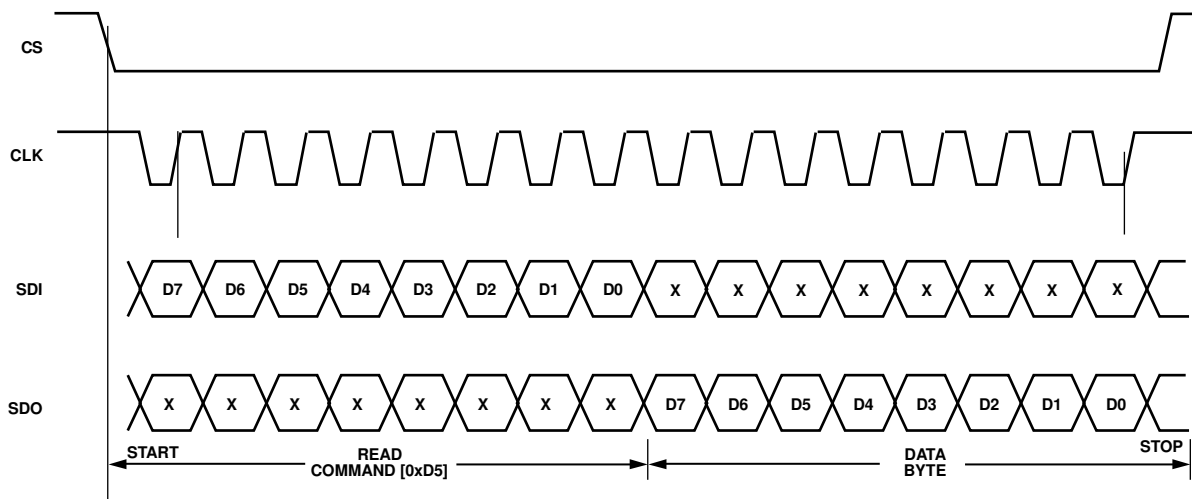 CS
CLK
SDI D7 D6 D5 D4 D3 D2 D1 D0 X X X X X X X X
SDO X X X X X X X X D7 D6 D5 D4 D3 D2 D1 D0
START READ COMMAND [0xD5] DATA BYTE STOP